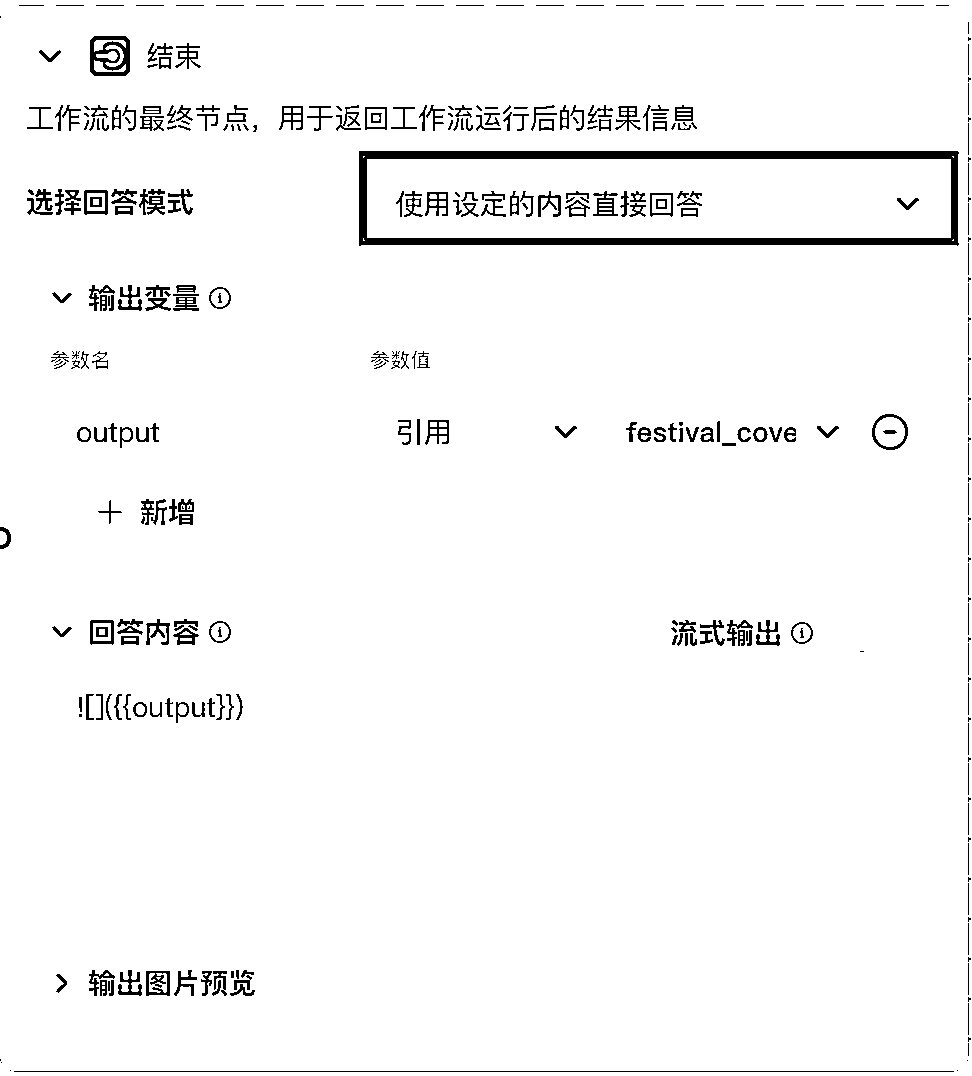 结束
工作流的最终节点，用于返回工作流运行后的结果信息
选择回答模式 使用设定的内容直接回答
输出变量
参数名 参数值
output 引用 festival_cove
+ 新增
回答内容 流式输出
![]({{output}})
输出图片预览